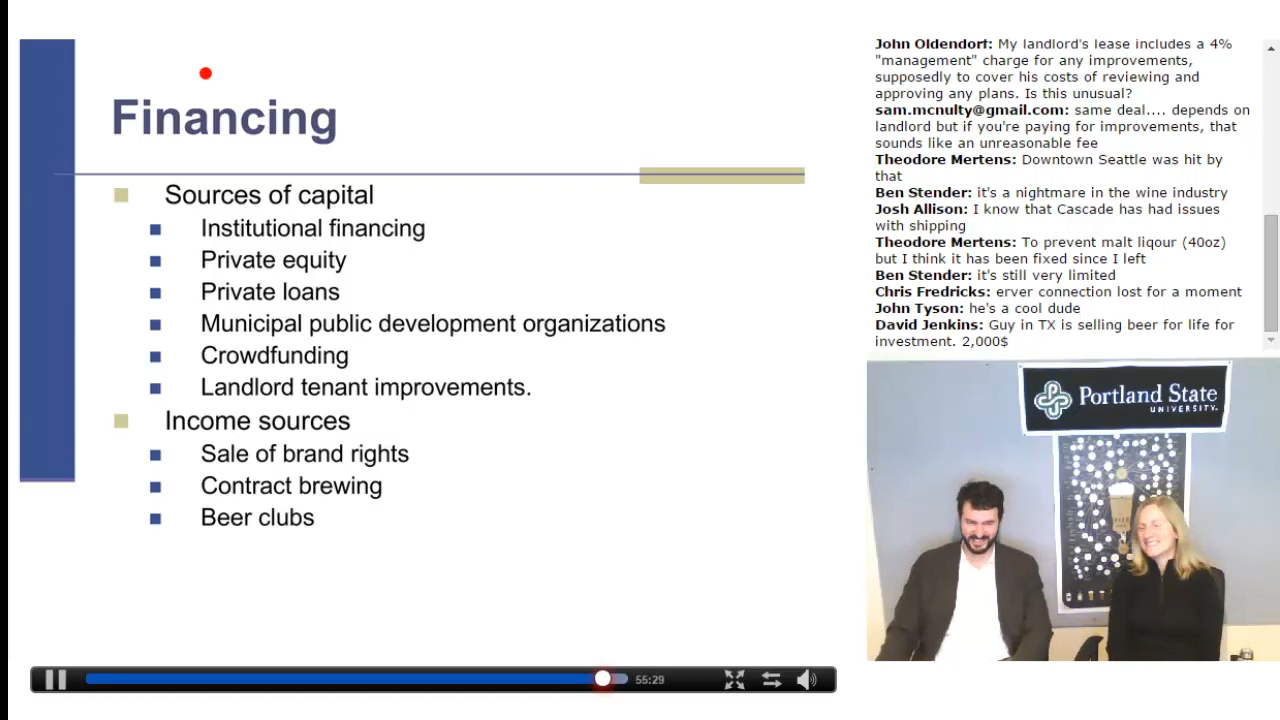 Financing
Sources of capital
Institutional financing
Private equity
Private loans
Municipal public development organizations
Crowdfunding
Landlord tenant improvements.
Income sources
Sale of brand rights
Contract brewing
Beer clubs
55:29
John Oldendorf: My landlord's lease includes a 4%
"management" charge for any improvements,
supposedly to cover his costs of reviewing and
approving any plans. Is this unusual?
sam.mcnulty@gmail.com: same deal.... depends on
landlord but if you're paying for improvements, that
sounds like an unreasonable fee
Theodore Mertens: Downtown Seattle was hit by
that
Ben Stender: it's a nightmare in the wine industry
Josh Allison: I know that Cascade has had issues
with shipping
Theodore Mertens: To prevent malt liqour (40oz)
but I think it has been fixed since I left
Ben Stender: it's still very limited
Chris Fredricks: erver connection lost for a moment
John Tyson: he's a cool dude
David Jenkins: Guy in TX is selling beer for life for
investment. 2,000$
Portland State
UNIVERSITY